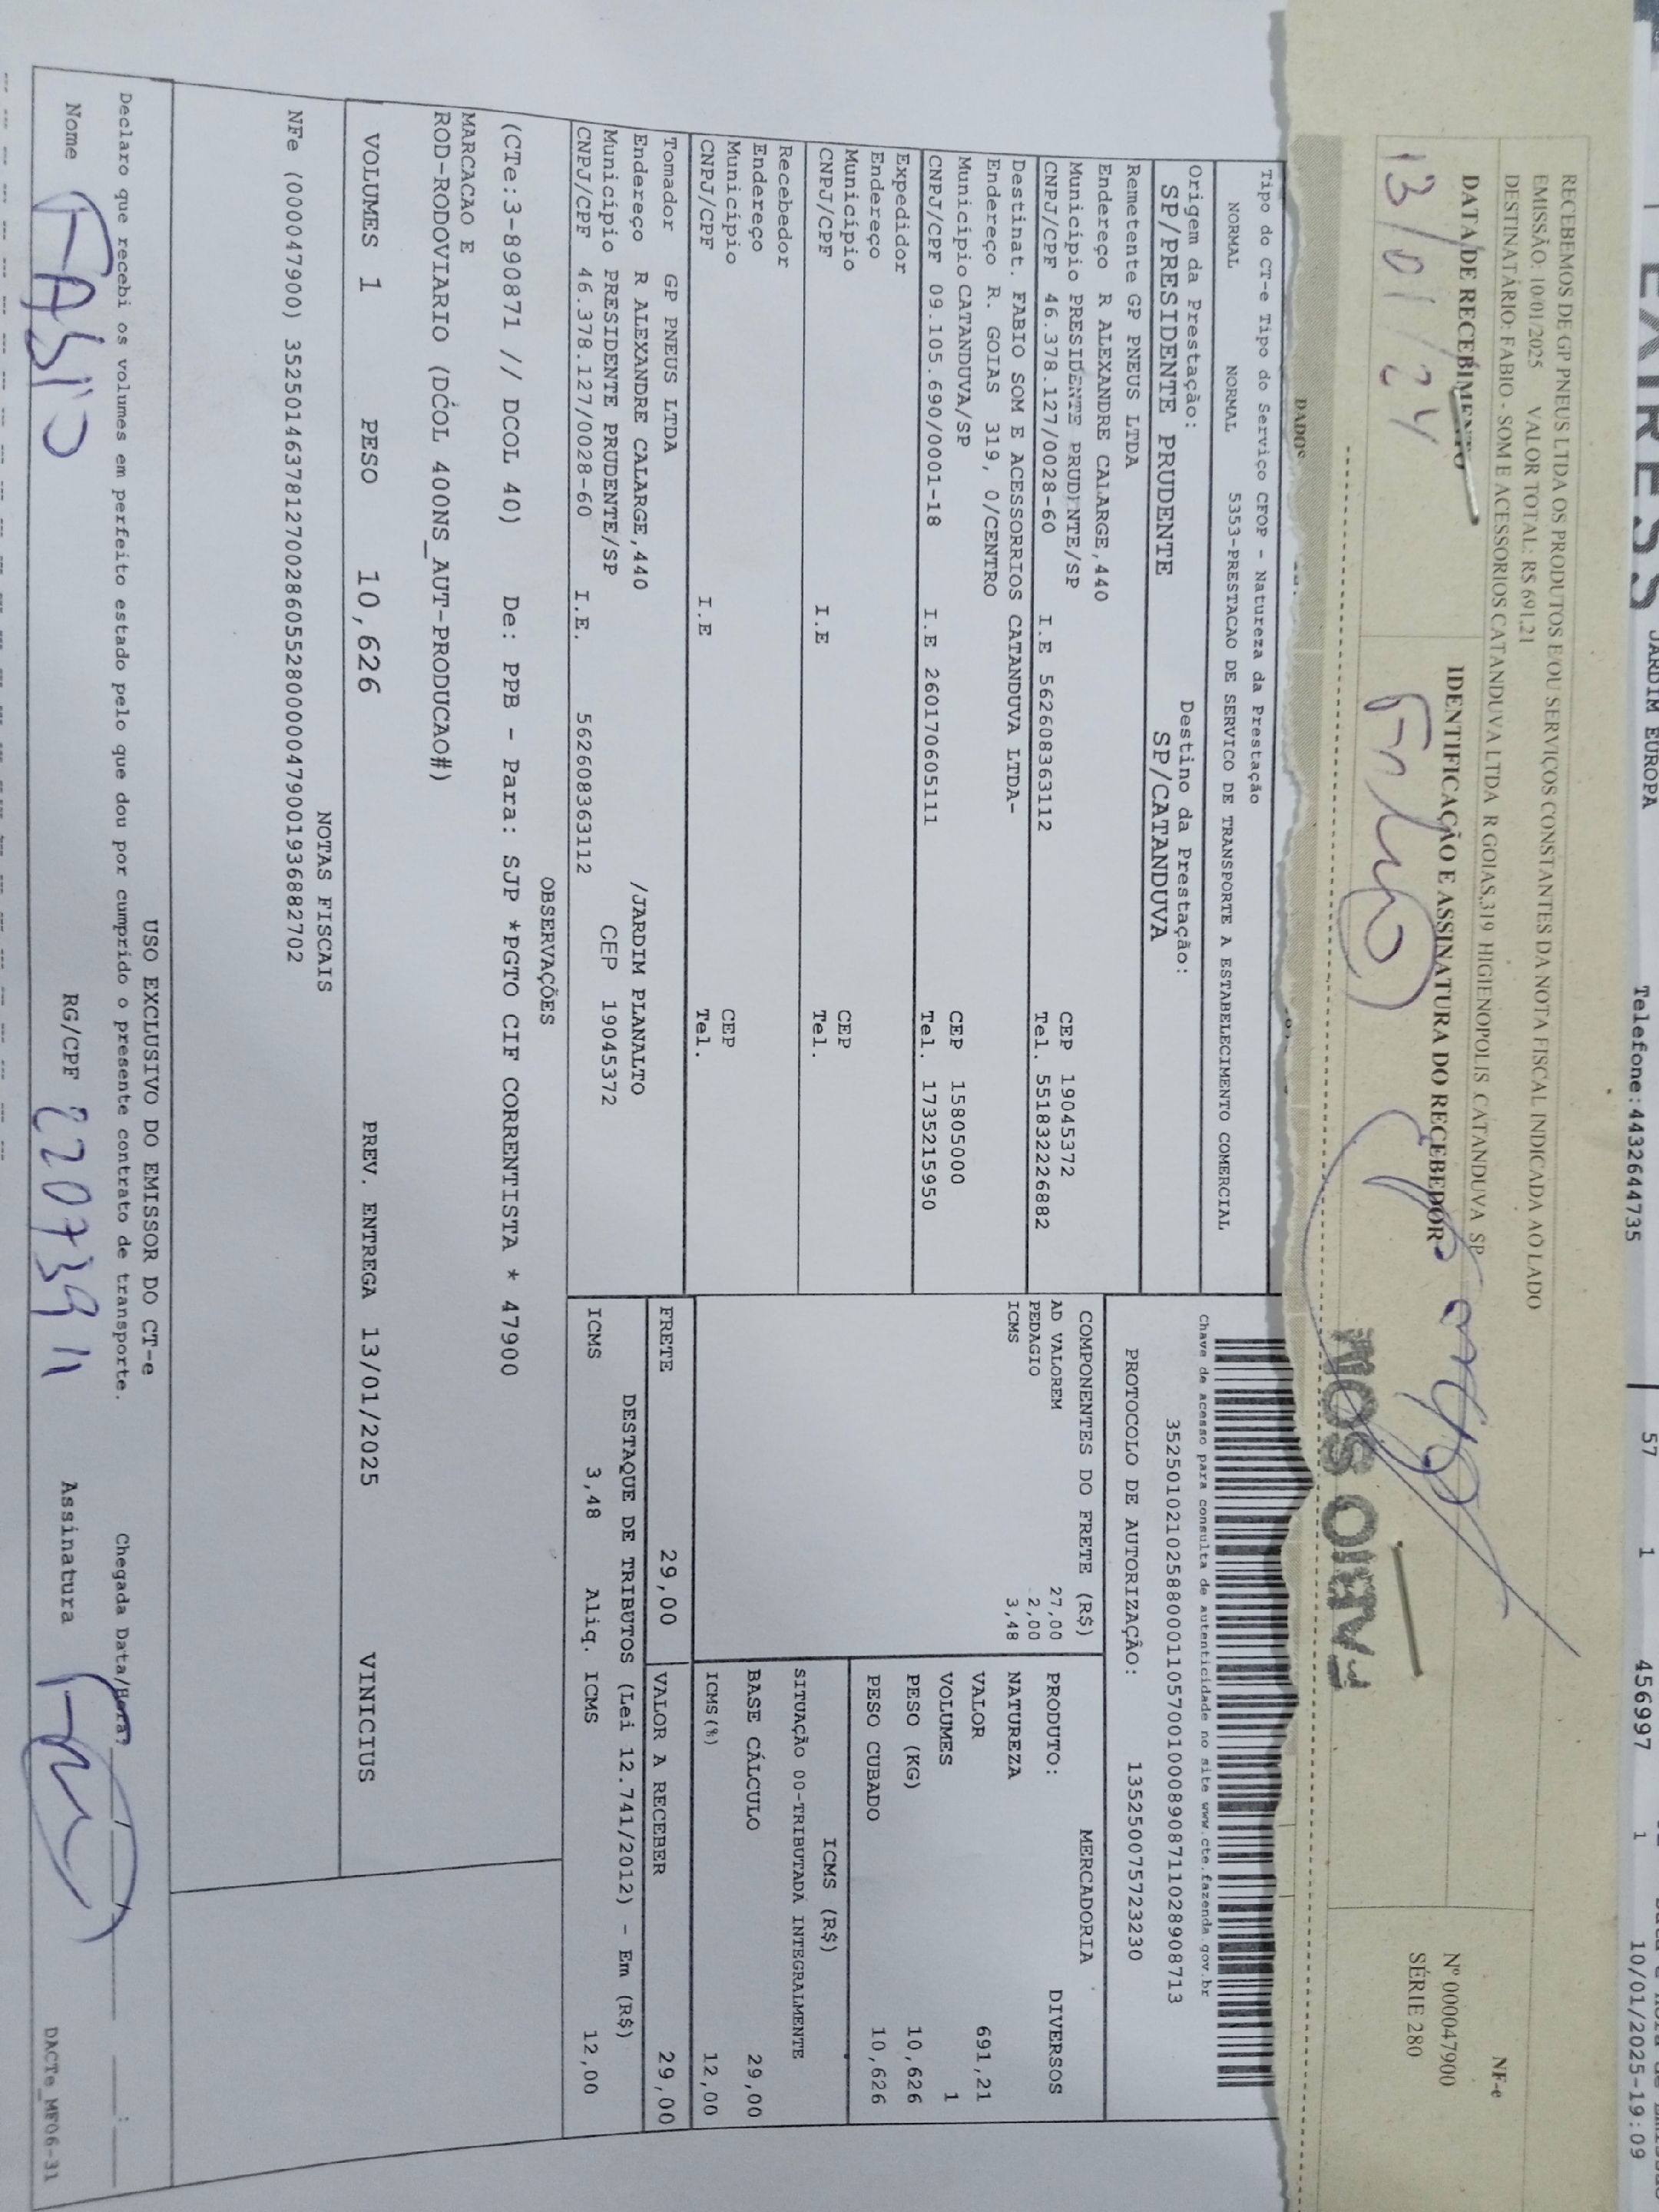 EXPRESS
JARDIM EUROPA
Telefone:44326447​35
57 1 456997 1 10/01/2025-19:09
RECEBEMOS DE GP PNEUS LTDA OS PRODUTOS E/OU SERVIÇOS CONSTANTES DA NOTA FISCAL INDICADA AO LADO
EMISSÃO: 10/01/2025 VALOR TOTAL: R$ 691,21
DESTINATÁRIO: FABIO - SOM E ACESSORIOS CATANDUVA LTDA R GOIAS,319 HIGIENOPOLIS CATANDUVA SP
DATA DE RECEBIMENTO
IDENTIFICAÇÃO E ASSINATURA DO RECEBEDOR
13/01/24
FABIO SOM
NF-e
Nº 000047900
SÉRIE 280
DADOS
Tipo do CT-e Tipo do Serviço CFOP - Natureza da Prestação
NORMAL NORMAL 5353-PRESTACAO DE SERVICO DE TRANSPORTE A ESTABELECIMENTO COMERCIAL
Origem da Prestação: Destino da Prestação:
SP/PRESIDENTE PRUDENTE SP/CATANDUVA
Remetente GP PNEUS LTDA
Endereço R ALEXANDRE CALARGE,440
Município PRESIDENTE PRUDENTE/SP CEP 19045372
CNPJ/CPF 46.378.127/0028-60 I.E 562608363112 Tel. 551832226882
Destinat. FABIO SOM E ACESSORRIOS CATANDUVA LTDA-
Endereço R. GOIAS 319, 0/CENTRO
Município CATANDUVA/SP CEP 15805000
CNPJ/CPF 09.105.690/0001-18 I.E 260170605111 Tel. 1735215950
Expedidor
Endereço
Município CEP
CNPJ/CPF I.E Tel.
Recebedor
Endereço
Município CEP
CNPJ/CPF I.E Tel.
Tomador GP PNEUS LTDA
Endereço R ALEXANDRE CALARGE,440 /JARDIM PLANALTO
Município PRESIDENTE PRUDENTE/SP CEP 19045372
CNPJ/CPF 46.378.127/0028-60 I.E. 562608363112
Chave de acesso para consulta de autenticidade no site www.cte.fazenda.gov.br
35250102102588000110570010008908711028908713
PROTOCOLO DE AUTORIZAÇÃO: 135250075723230
COMPONENTES DO FRETE (R$)
AD VALOREM 27,00
PEDAGIO 2,00
ICMS 3,48
MERCADORIA
PRODUTO: DIVERSOS
NATUREZA
VALOR 691,21
VOLUMES 1
PESO (KG) 10,626
PESO CUBADO 10,626
ICMS (R$)
SITUAÇÃO 00-TRIBUTADA INTEGRALMENTE
BASE CÁLCULO 29,00
ICMS(%) 12,00
FRETE 29,00 VALOR A RECEBER 29,00
DESTAQUE DE TRIBUTOS (Lei 12.741/2012) - Em (R$)
ICMS 3,48 Aliq. ICMS 12,00
OBSERVAÇÕES
(CTe:3-890871 // DCOL 40) De: PPB - Para: SJP *PGTO CIF CORRENTISTA * 47900
MARCACAO E
ROD-RODOVIARIO (DCOL 400NS_AUT-PRODUCAO#)
VOLUMES 1 PESO 10,626 PREV. ENTREGA 13/01/2025 VINICIUS
NOTAS FISCAIS
NFe (000047900) 35250146378127002860552800000479001936882702
USO EXCLUSIVO DO EMISSOR DO CT-e
Declaro que recebi os volumes em perfeito estado pelo que dou por cumprido o presente contrato de transporte. Chegada Data/Hora? __/__/__ __:__
Nome FABIO RG/CPF 22073911 Assinatura
DACTe_MF06-31